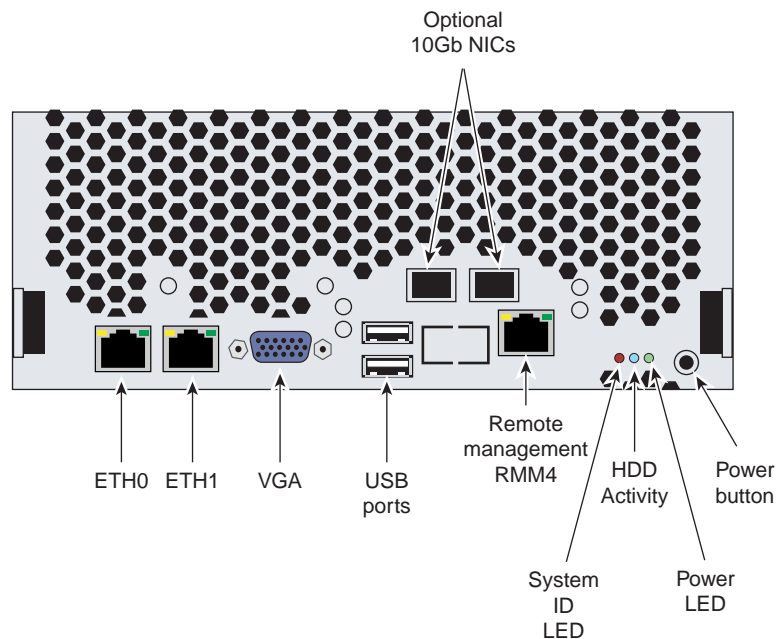 Optional
10Gb NICs
ETH0
ETH1
VGA
USB
ports
Remote
management
RMM4
HDD
Activity
Power
button
System
ID
LED
Power
LED